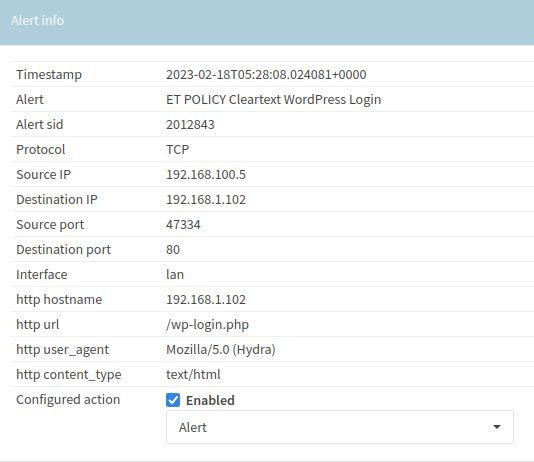 Alert info
Timestamp 2023-02-18T05:28:08.024081+0000
Alert ET POLICY Cleartext WordPress Login
Alert sid 2012843
Protocol TCP
Source IP 192.168.100.5
Destination IP 192.168.1.102
Source port 47334
Destination port 80
Interface lan
http hostname 192.168.1.102
http url /wp-login.php
http user_agent Mozilla/5.0 (Hydra)
http content_type text/html
Configured action Enabled
Alert